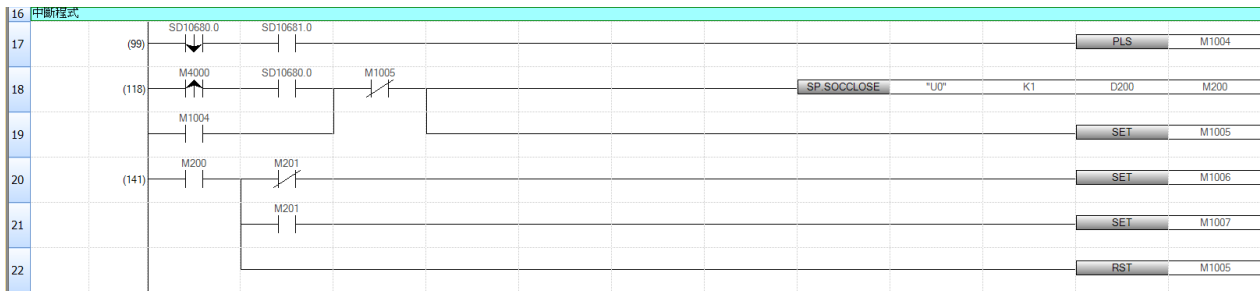 16 中斷程式
SD10680.0 SD10681.0
17 (99) PLS M1004
M4000 SD10680.0 M1005
18 (118) SP.SOCCLOSE "U0" K1 D200 M200
M1004
19 SET M1005
M200 M201
20 (141) SET M1006
M201
21 SET M1007
22 RST M1005